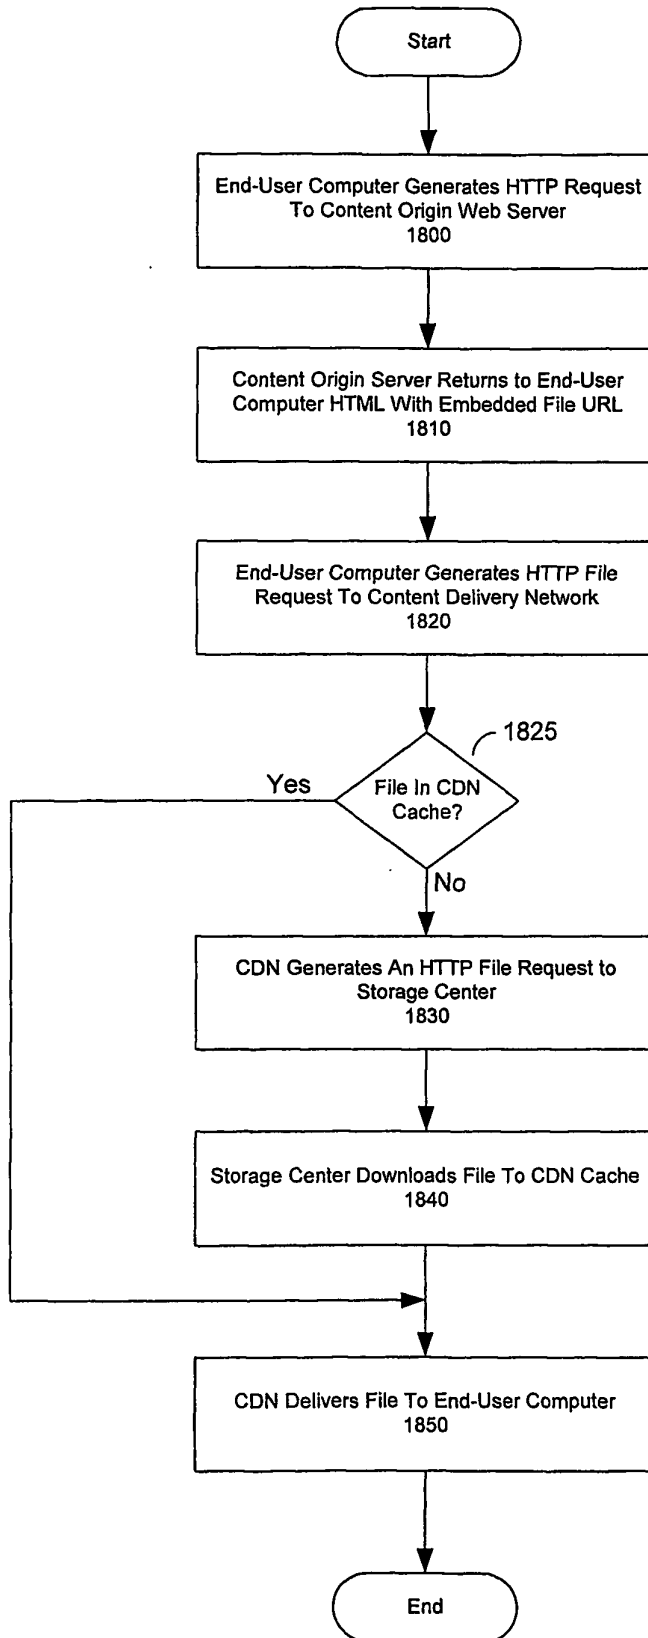 Start
End-User Computer Generates HTTP Request
To Content Origin Web Server
1800
Content Origin Server Returns to End-User
Computer HTML With Embedded File URL
1810
End-User Computer Generates HTTP File
Request To Content Delivery Network
1820
1825
Yes
File In CDN
Cache?
No
CDN Generates An HTTP File Request to
Storage Center
1830
Storage Center Downloads File To CDN Cache
1840
CDN Delivers File To End-User Computer
1850
End